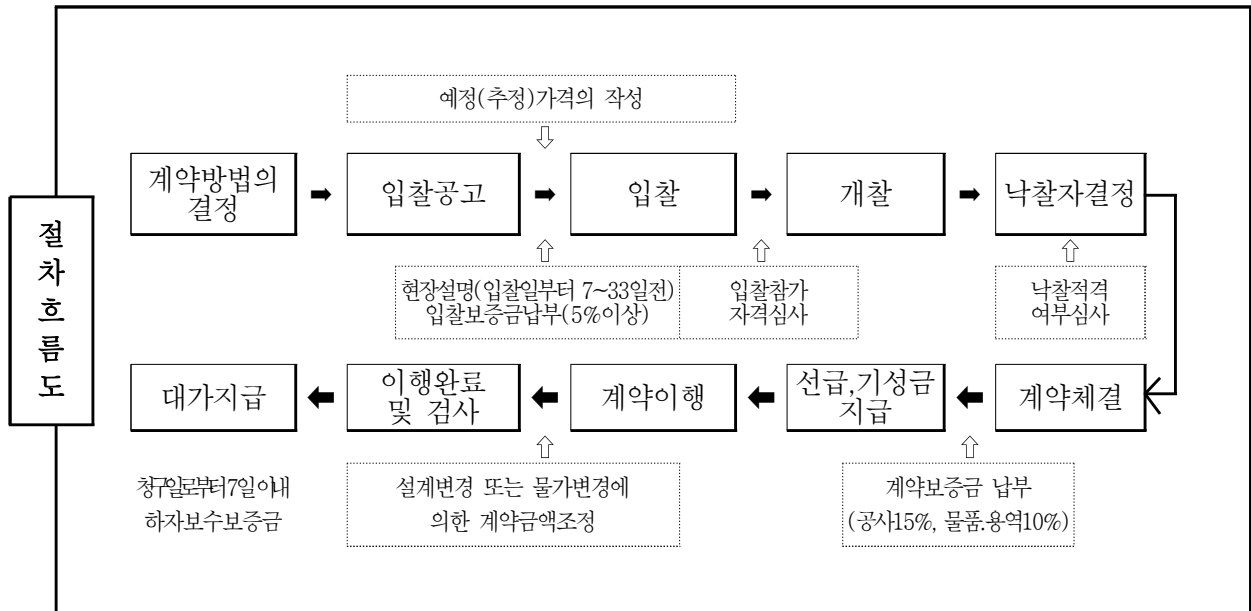 절차흐름도
예정(추정)가격의 작성
계약방법의
결정
입찰공고
입찰
개찰
낙찰자결정
현장설명(입찰일부터 7~33일전)
입찰보증금납부(5%이상)
입찰참가
자격심사
낙찰적격
여부심사
대가지급
이행완료
및 검사
계약이행
선급,기성금
지급
계약체결
청구일로부터7일이내
하자보수보증금
설계변경 또는 물가변경에
의한 계약금액조정
계약보증금 납부
(공사15%, 물품.용역10%)